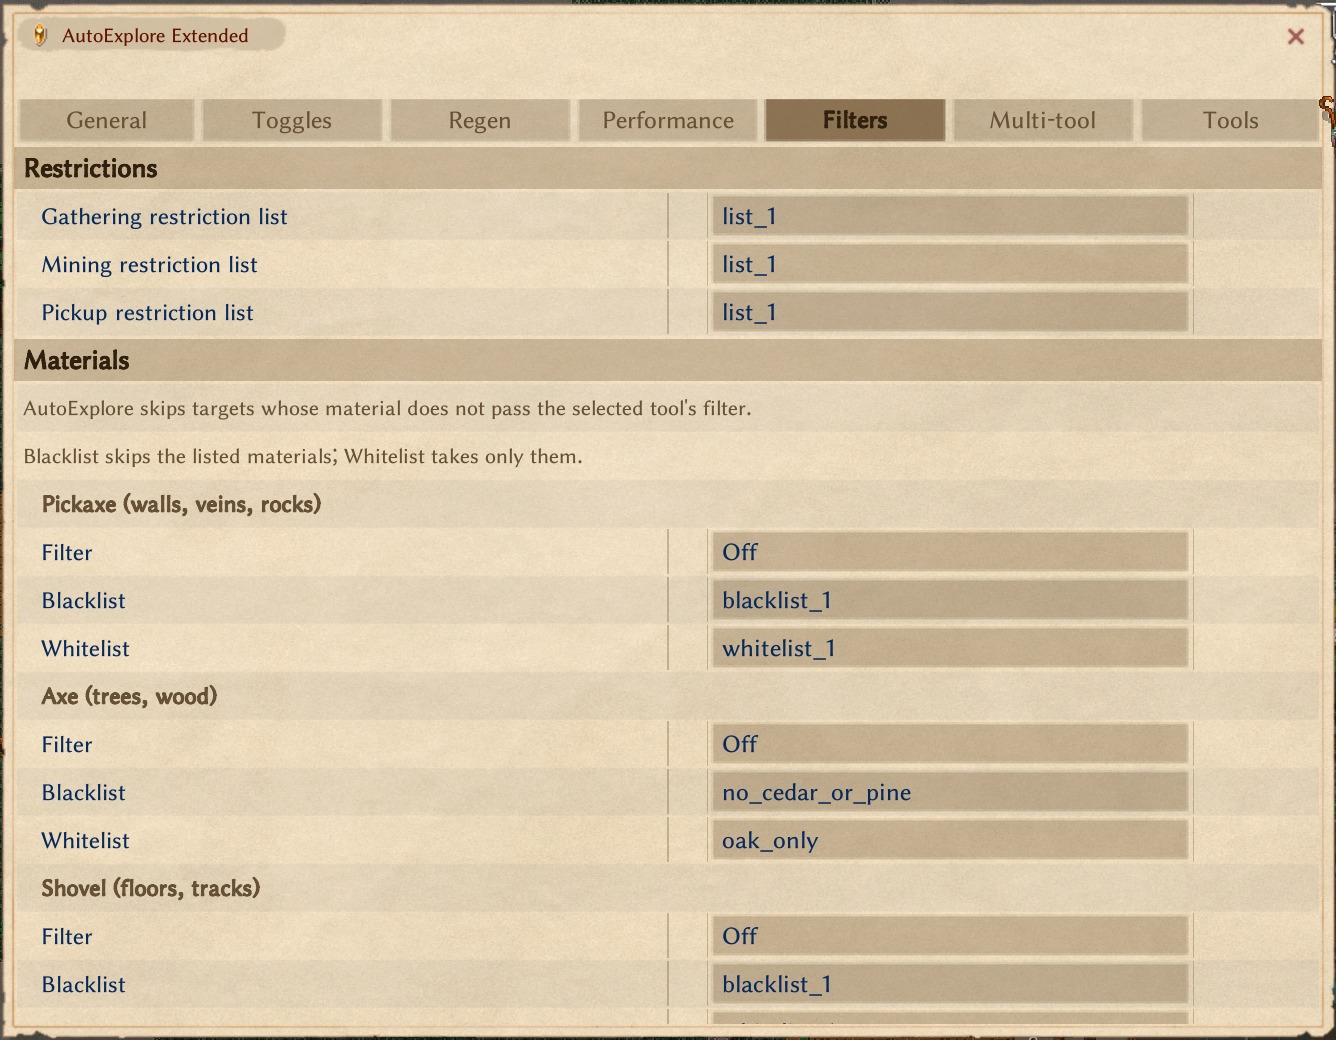 AutoExplore Extended
General Toggles Regen Performance Filters Multi-tool Tools
Restrictions
Gathering restriction list list_1
Mining restriction list list_1
Pickup restriction list list_1
Materials
AutoExplore skips targets whose material does not pass the selected tool's filter.
Blacklist skips the listed materials; Whitelist takes only them.
Pickaxe (walls, veins, rocks)
Filter Off
Blacklist blacklist_1
Whitelist whitelist_1
Axe (trees, wood)
Filter Off
Blacklist no_cedar_or_pine
Whitelist oak_only
Shovel (floors, tracks)
Filter Off
Blacklist blacklist_1